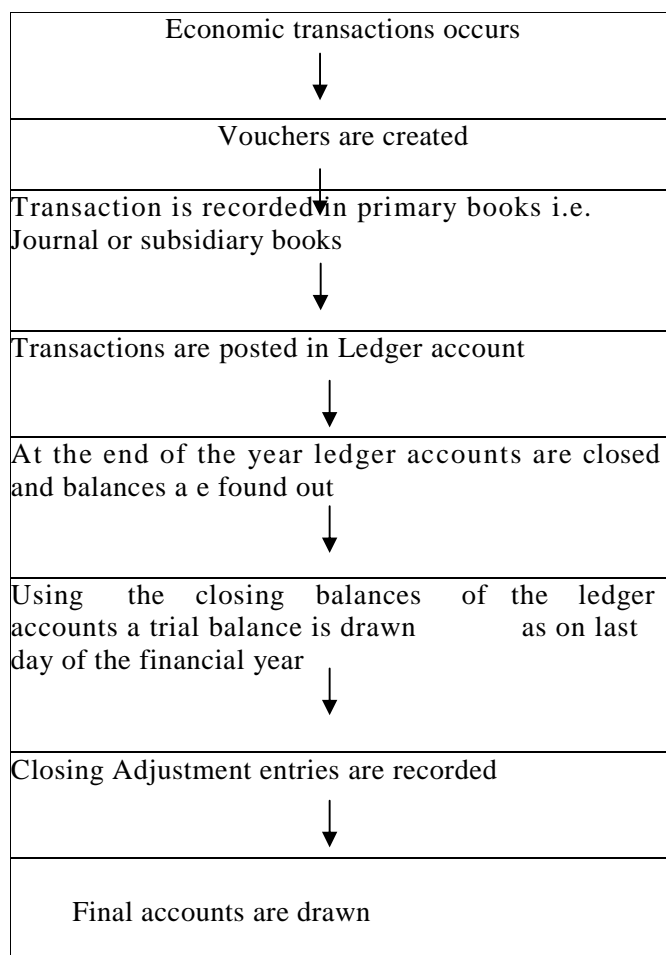 Economic transactions occurs
Vouchers are created
Transaction is recorded in primary books i.e.
Journal or subsidiary books
Transactions are posted in Ledger account
At the end of the year ledger accounts are closed
and balances a e found out
Using the closing balances of the ledger
accounts a trial balance is drawn as on last
day of the financial year
Closing Adjustment entries are recorded
Final accounts are drawn